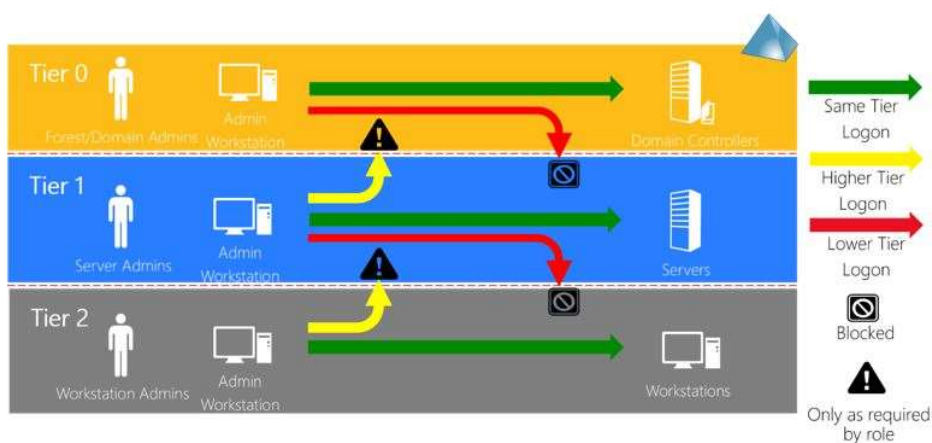 Tier 0
Forest/Domain Admins
Admin
Workstation
Domain Controllers
Tier 1
Server Admins
Admin
Workstation
Servers
Tier 2
Workstation Admins
Admin
Workstation
Workstations
Same Tier
Logon
Higher Tier
Logon
Lower Tier
Logon
Blocked
Only as required
by role